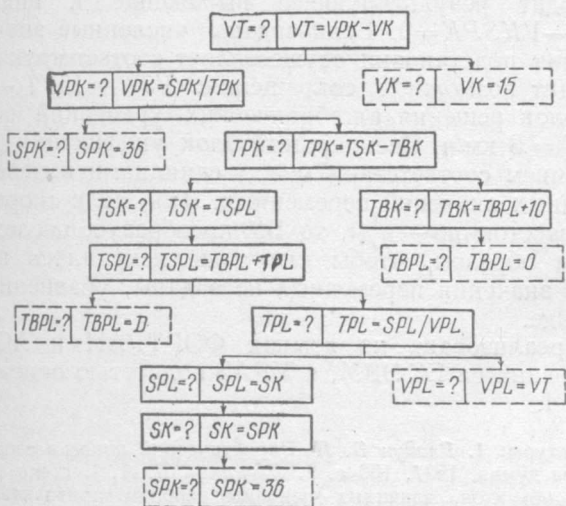 VT=? VT=VPK-VK
VPK=? VPK=SPK/TPK
VK=? VK=15
SPK=? SPK=36
TPK=? TPK=TSK-TBK
TSK=? TSK=TSPL
TBK=? TBK=TBPL+10
TSPL=? TSPL=TBPL+TPL
TBPL=? TBPL=0
TBPL=? TBPL=D
TPL=? TPL=SPL/VPL
SPL=? SPL=SK
VPL=? VPL=VT
SK=? SK=SPK
SPK=? SPK=36